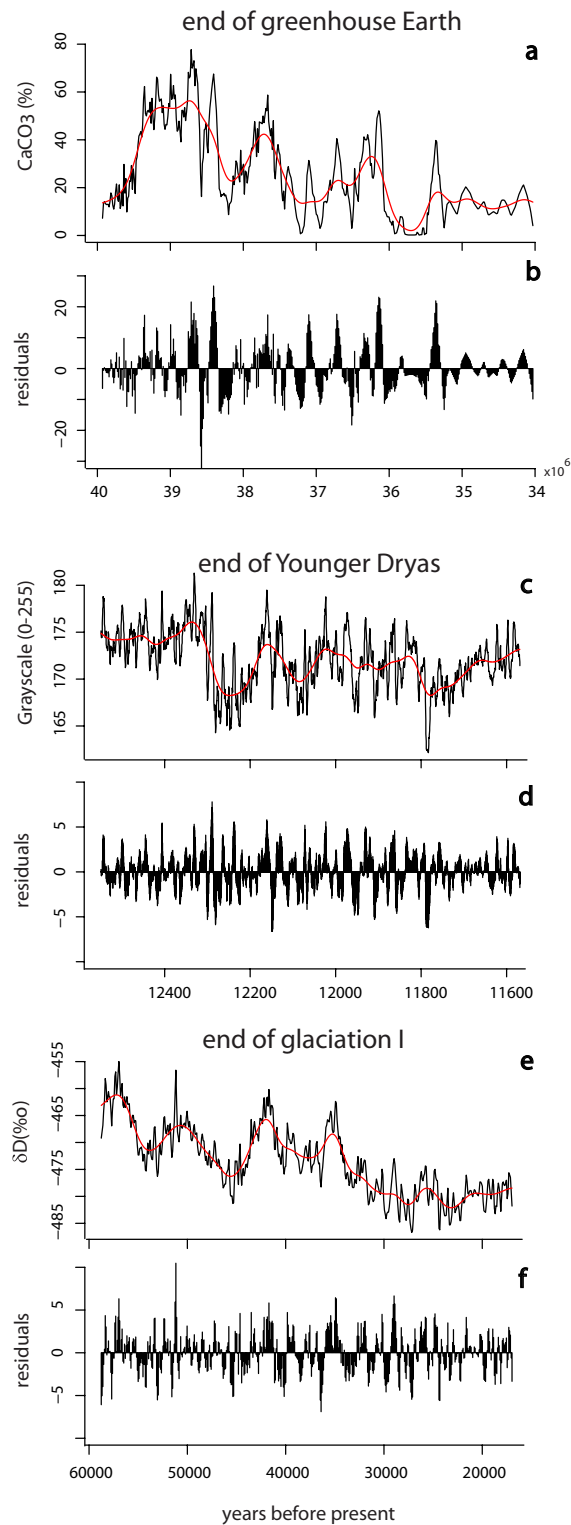 end of greenhouse Earth
a
CaCO3 (%)
80
60
40
20
0
b
residuals
20
0
−20
40 39 38 37 36 35 34
x10⁶
end of Younger Dryas
c
Grayscale (0-255)
180
175
170
165
d
residuals
5
0
−5
12400 12200 12000 11800 11600
end of glaciation I
e
δD(%o)
−455
−465
−475
−485
f
residuals
5
0
−5
60000 50000 40000 30000 20000
years before present